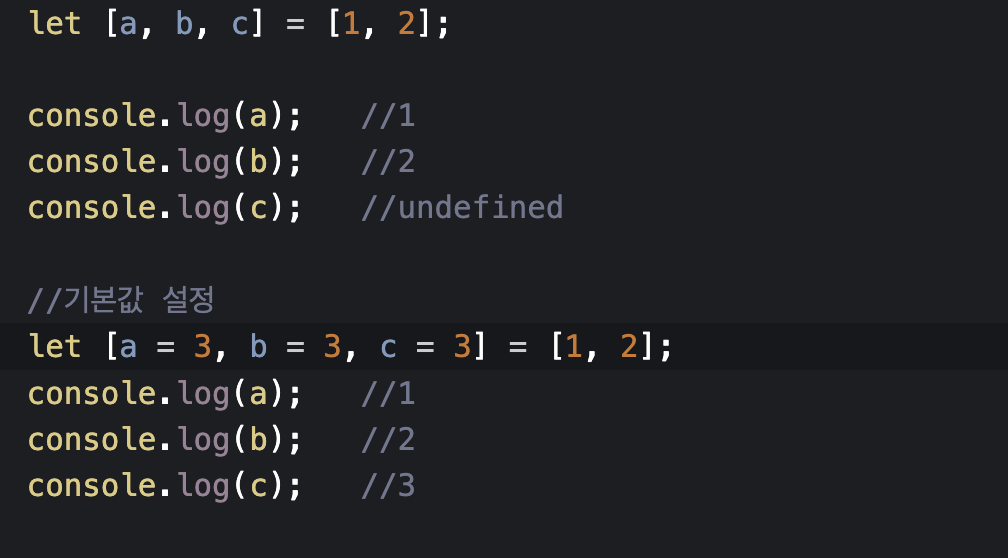 let [a, b, c] = [1, 2];
console.log(a);   //1
console.log(b);   //2
console.log(c);   //undefined
//기본값 설정
let [a = 3, b = 3, c = 3] = [1, 2];
console.log(a);   //1
console.log(b);   //2
console.log(c);   //3